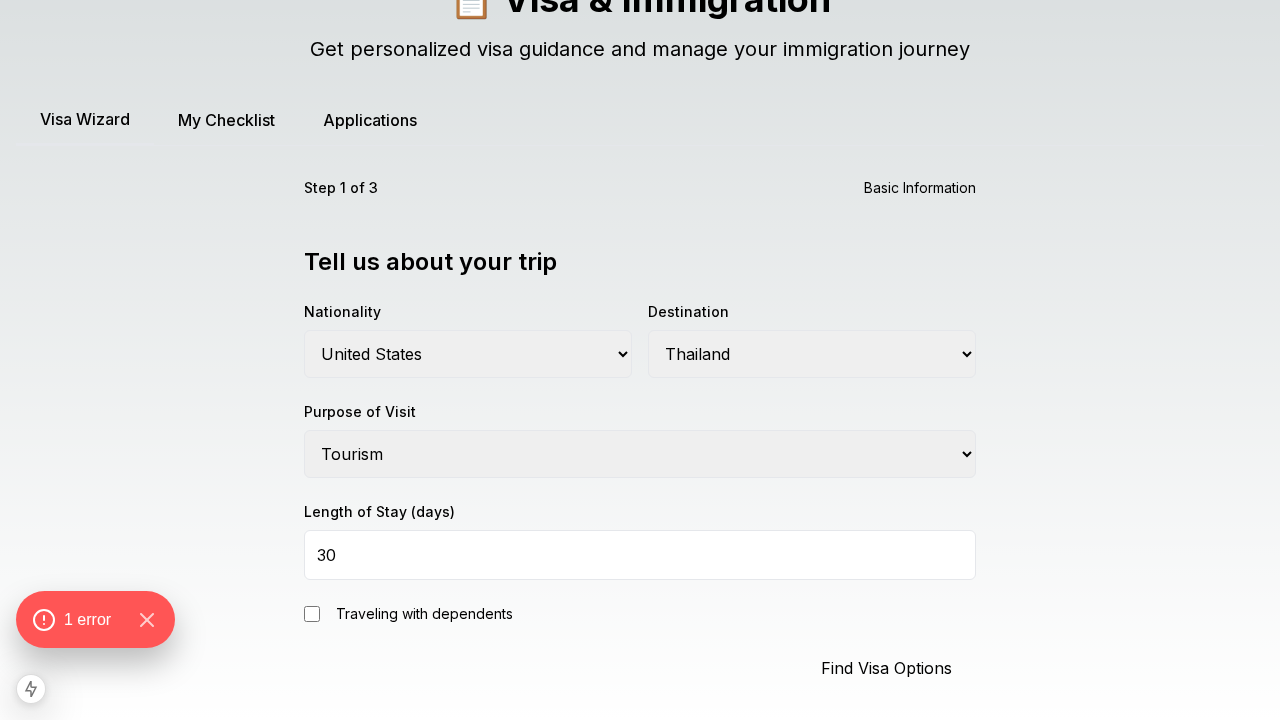 📋 Visa & Immigration
Get personalized visa guidance and manage your immigration journey
Visa Wizard
My Checklist
Applications
Step 1 of 3
Basic Information
Tell us about your trip
Nationality
Destination
United States
Thailand
Purpose of Visit
Tourism
Length of Stay (days)
30
1 error
Traveling with dependents
Find Visa Options